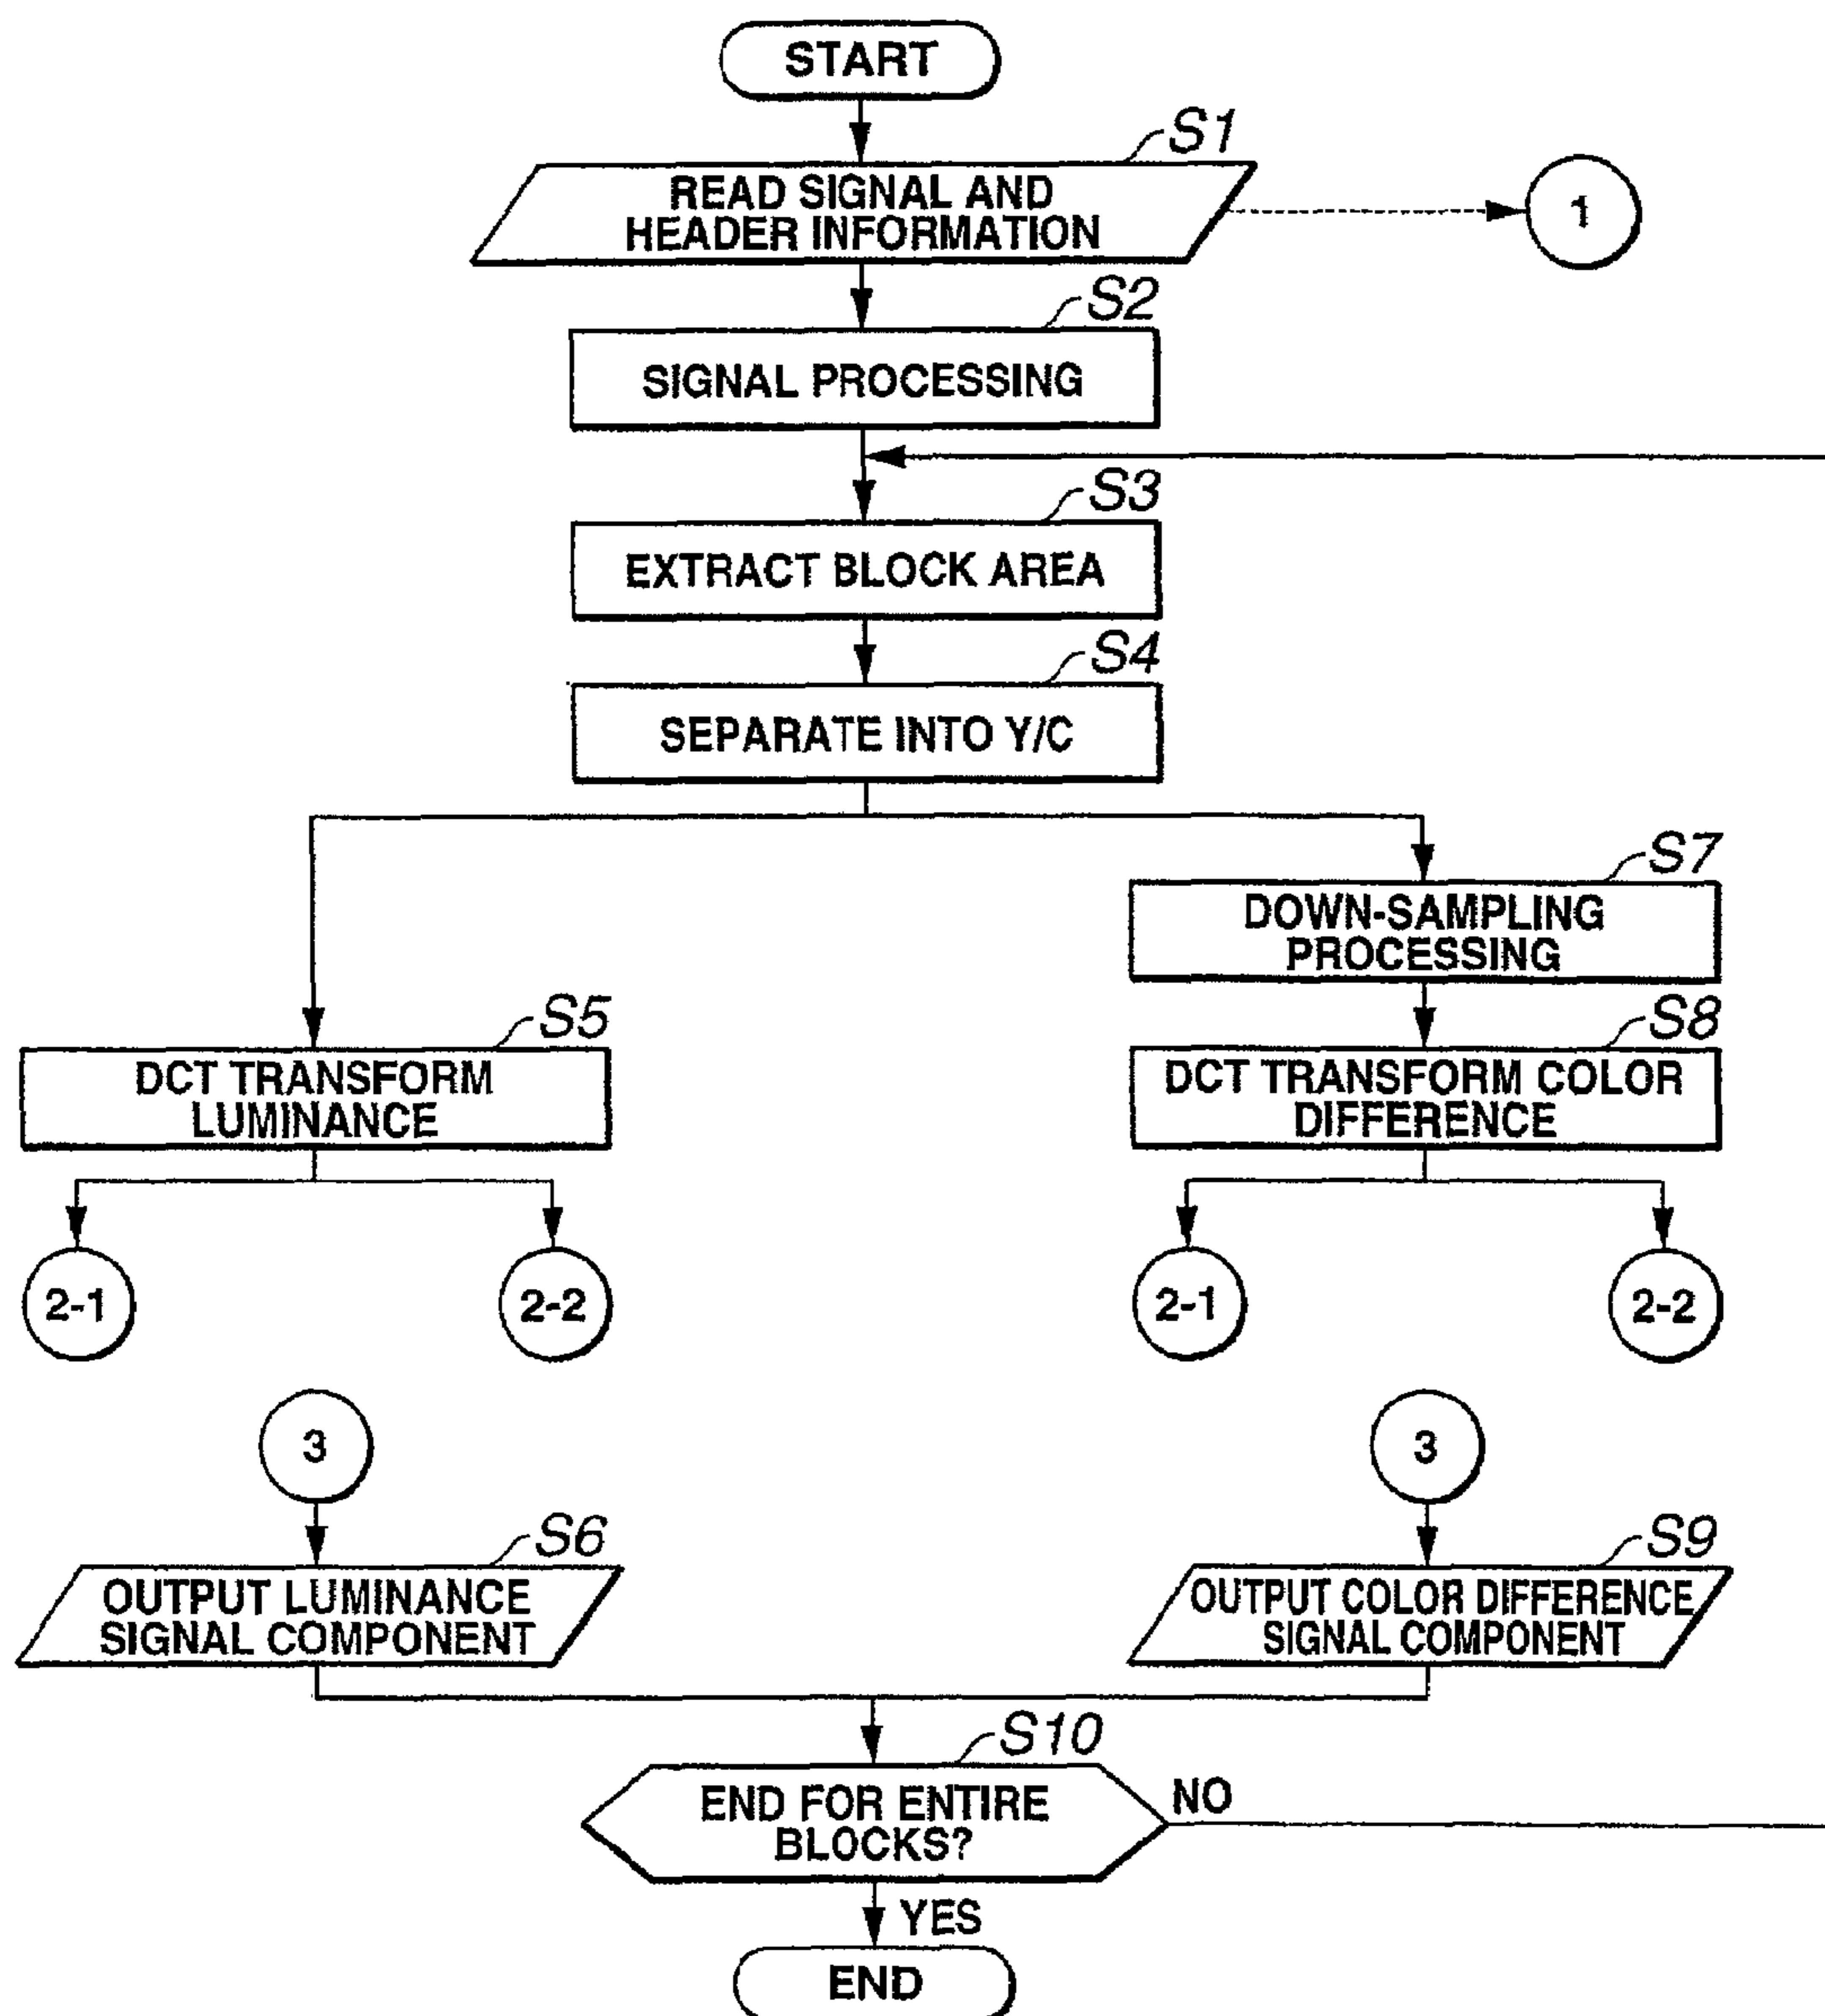 START
S1
READ SIGNAL AND
HEADER INFORMATION
1
S2
SIGNAL PROCESSING
S3
EXTRACT BLOCK AREA
S4
SEPARATE INTO Y/C
S7
DOWN-SAMPLING
PROCESSING
S5
DCT TRANSFORM
LUMINANCE
S8
DCT TRANSFORM COLOR
DIFFERENCE
2-1
2-2
2-1
2-2
3
3
S6
OUTPUT LUMINANCE
SIGNAL COMPONENT
S9
OUTPUT COLOR DIFFERENCE
SIGNAL COMPONENT
S10
END FOR ENTIRE
BLOCKS?
NO
YES
END